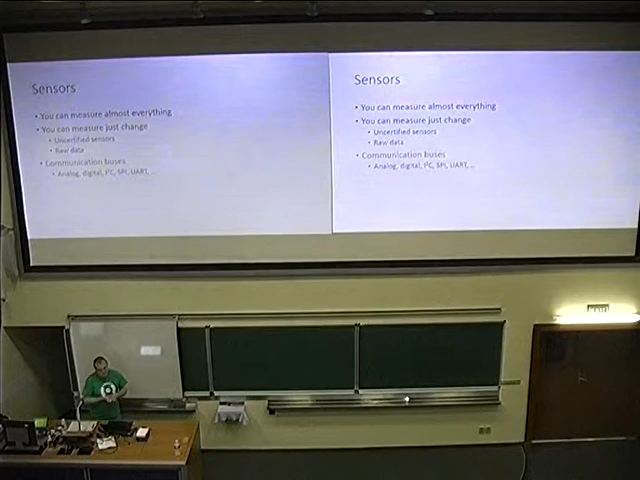 Sensors
• You can measure almost everything
• You can measure just change
• Uncertified sensors
• Raw data
• Communication buses
• Analog, digital, I²C, SPI, UART, ...
Sensors
• You can measure almost everything
• You can measure just change
• Uncertified sensors
• Raw data
• Communication buses
• Analog, digital, I²C, SPI, UART, ...